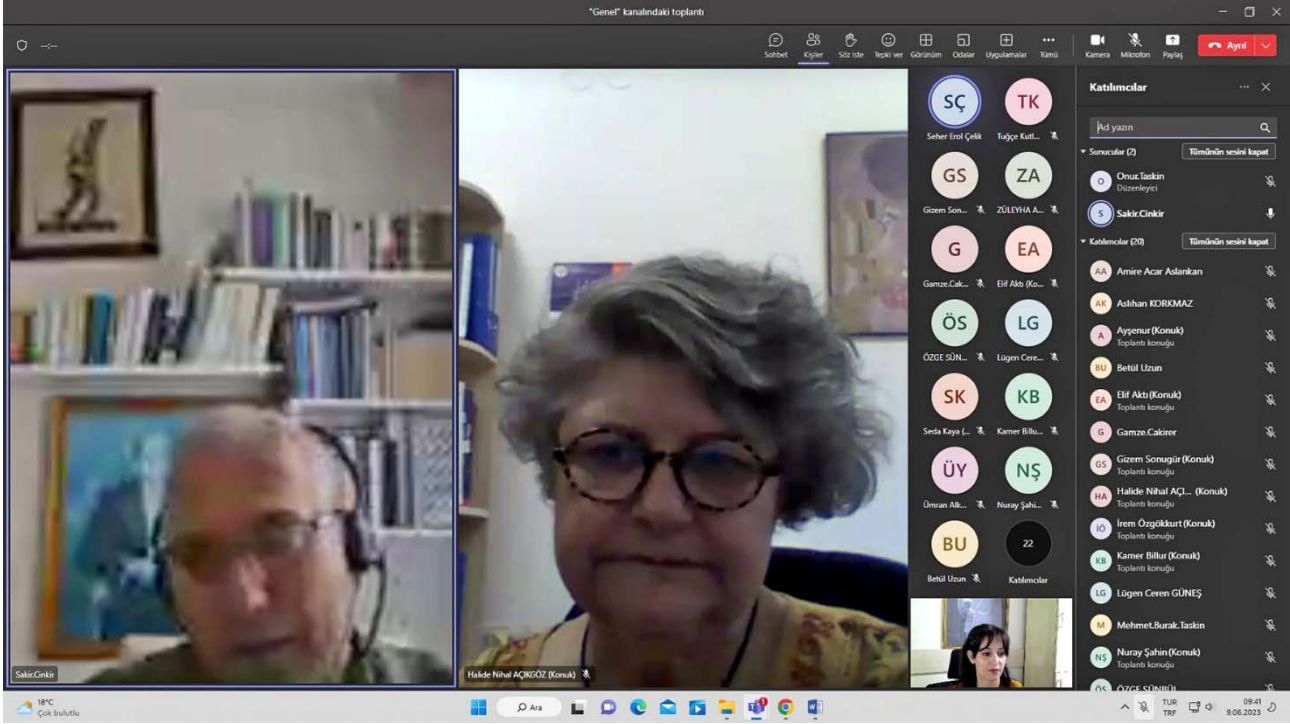 "Genel" kanalındaki toplantı
--:--
Sohbet Kişiler Söz iste Tepki ver Görünüm Odalar Uygulamalar Tümü Kamera Mikrofon Paylaş Ayrıl
Sakir.Cinkir
Halide Nihal AÇIKGÖZ (Konuk)
SÇ TK
Seher Erol Çelik Tuğçe Kutl...
GS ZA
Gizem Son... ZÜLEYHA A...
G EA
Gamze.Cak... Elif Aktı (Ko...
ÖS LG
ÖZGE SÜN... Lügen Cere...
SK KB
Seda Kaya (... Kamer Billu...
ÜY NŞ
Ümran Alk... Nuray Şahi...
BU 22
Betül Uzun Katılımcılar
Katılımcılar
Ad yazın
Sunucular (2) Tümünün sesini kapat
O Onur.Taskin
Düzenleyici
S Sakir.Cinkir
Katılımcılar (20) Tümünün sesini kapat
AA Amire Acar Aslankan
AK Aslıhan KORKMAZ
A Ayşenur (Konuk)
Toplantı konuğu
BU Betül Uzun
EA Elif Aktı (Konuk)
Toplantı konuğu
G Gamze.Cakirer
GS Gizem Sonugür (Konuk)
Toplantı konuğu
HA Halide Nihal AÇI... (Konuk)
Toplantı konuğu
İÖ İrem Özgökkurt (Konuk)
Toplantı konuğu
KB Kamer Billur (Konuk)
Toplantı konuğu
LG Lügen Ceren GÜNEŞ
M Mehmet.Burak.Taskin
NŞ Nuray Şahin (Konuk)
Toplantı konuğu
ÖS ÖZGE SÜNBÜL
18°C
Çok bulutlu
Ara
TUR
TRF
09:41
9.06.2023